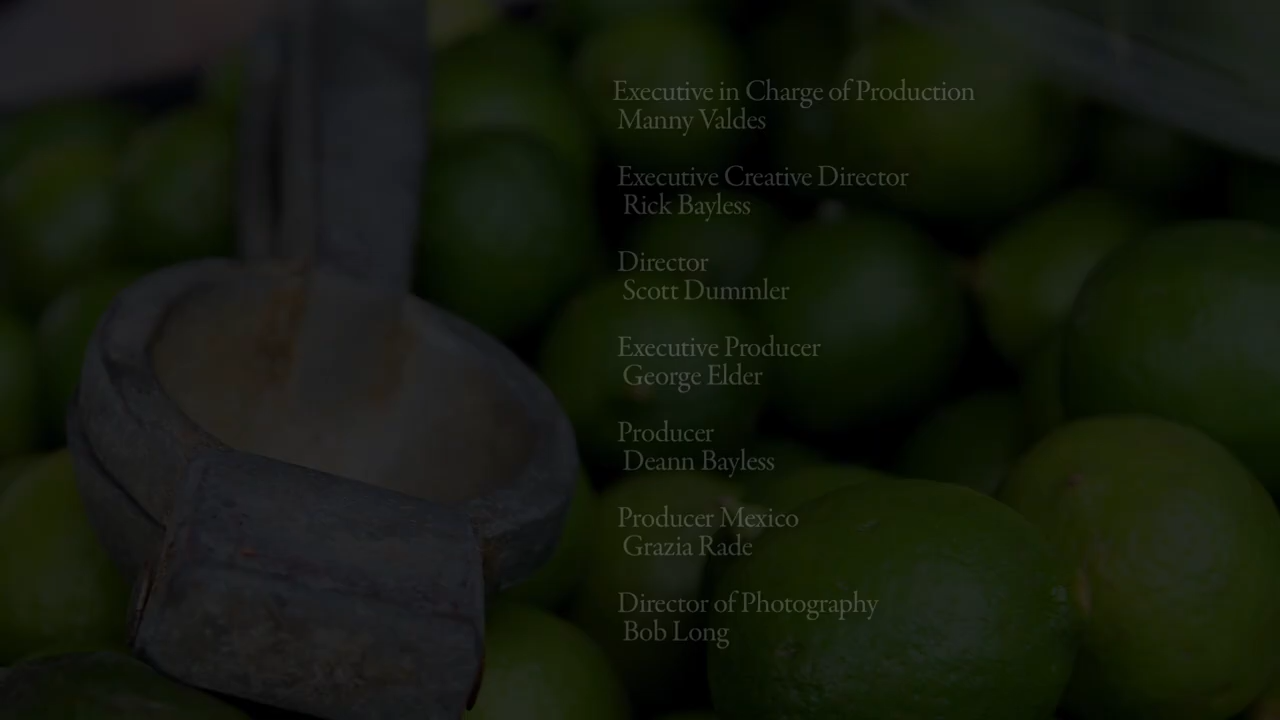 Executive in Charge of Production
Manny Valdes
Executive Creative Director
Rick Bayless
Director
Scott Dummler
Executive Producer
George Elder
Producer
Deann Bayless
Producer Mexico
Grazia Rade
Director of Photography
Bob Long